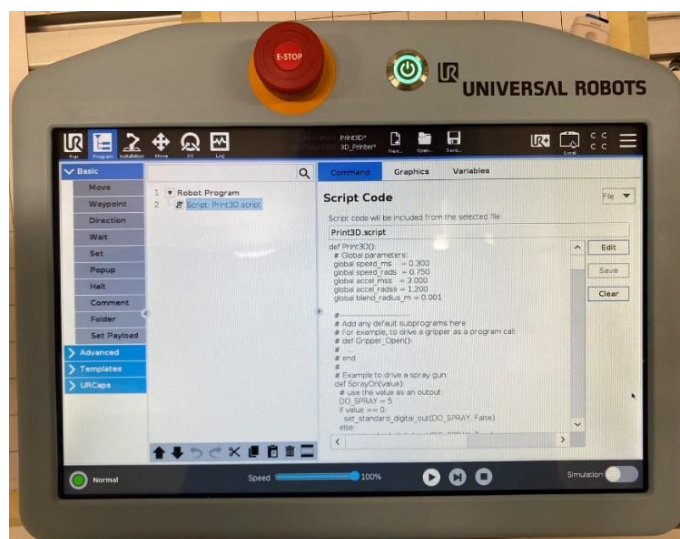 E-STOP
UR
UNIVERSAL ROBOTS
UR
Print3D*
3D_Printer*
Run Program Installation Move I/O Log
New... Open... Save...
UR+
Local
C C
C C
Basic
Move
Waypoint
Direction
Wait
Set
Popup
Halt
Comment
Folder
Set Payload
Advanced
Templates
URCaps
1 Robot Program
2 Script: Print3D.script
Command Graphics Variables
Script Code
File
Script code will be included from the selected file.
Print3D.script
def Print3D():
# Global parameters:
global speed_ms = 0.300
global speed_rads = 0.750
global accel_mss = 3.000
global accel_radss = 1.200
global blend_radius_m = 0.001
#-----------------------------
# Add any default subprograms here
# For example, to drive a gripper as a program call:
# def Gripper_Open():
# ...
# end
#
# Example to drive a spray gun:
def SprayOn(value):
# use the value as an output:
DO_SPRAY = 5
if value == 0:
set_standard_digital_out(DO_SPRAY, False)
else:
Edit
Save
Clear
Normal
Speed
100%
Simulation